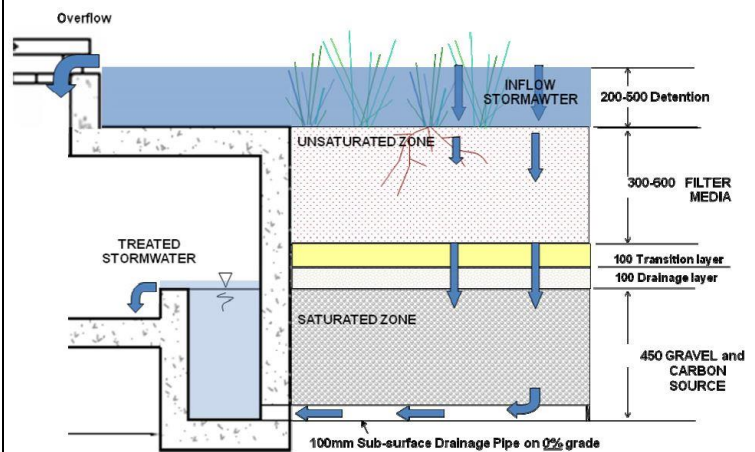 Overflow
INFLOW
STORMAWTER
200-500 Detention
UNSATURATED ZONE
300-600 FILTER
MEDIA
TREATED
STORMWATER
100 Transition layer
100 Drainage layer
SATURATED ZONE
450 GRAVEL and
CARBON
SOURCE
100mm Sub-surface Drainage Pipe on 0% grade